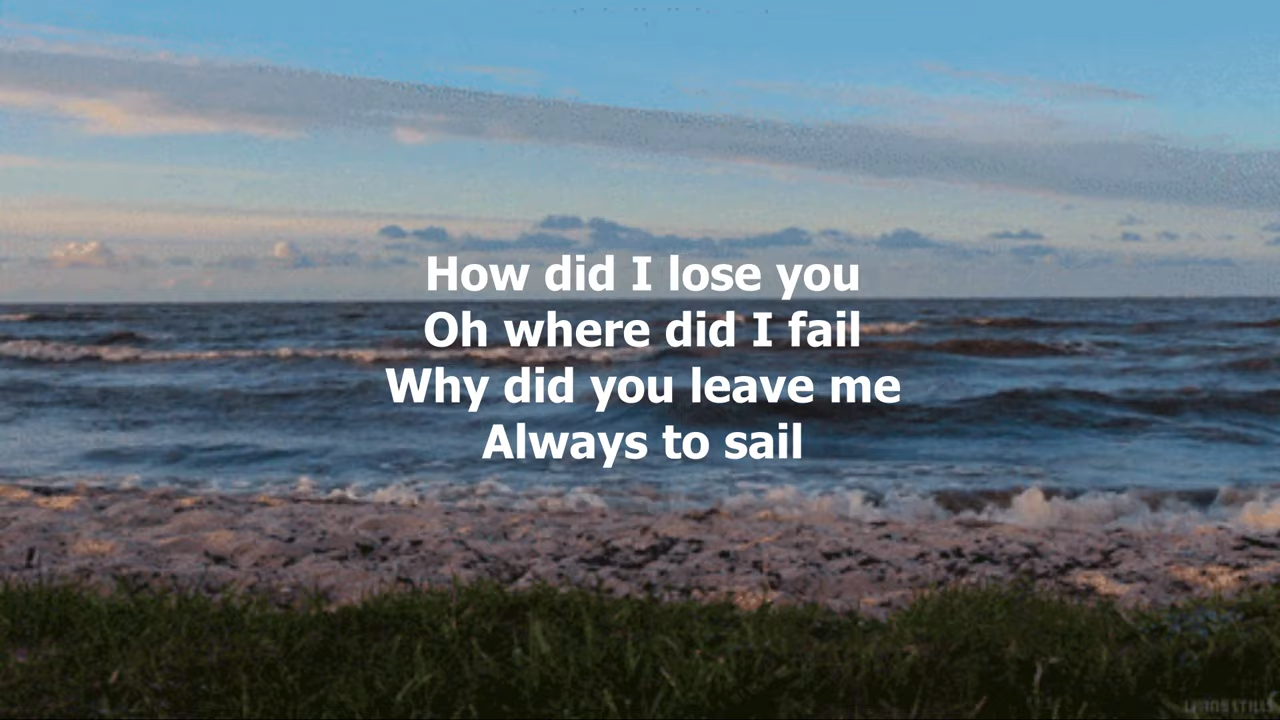 How did I lose you
Oh where did I fail
Why did you leave me
Always to sail